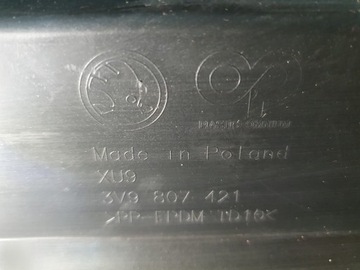 Made in Poland
XU9
3V9 807 421
>PP-EPDM TD10<